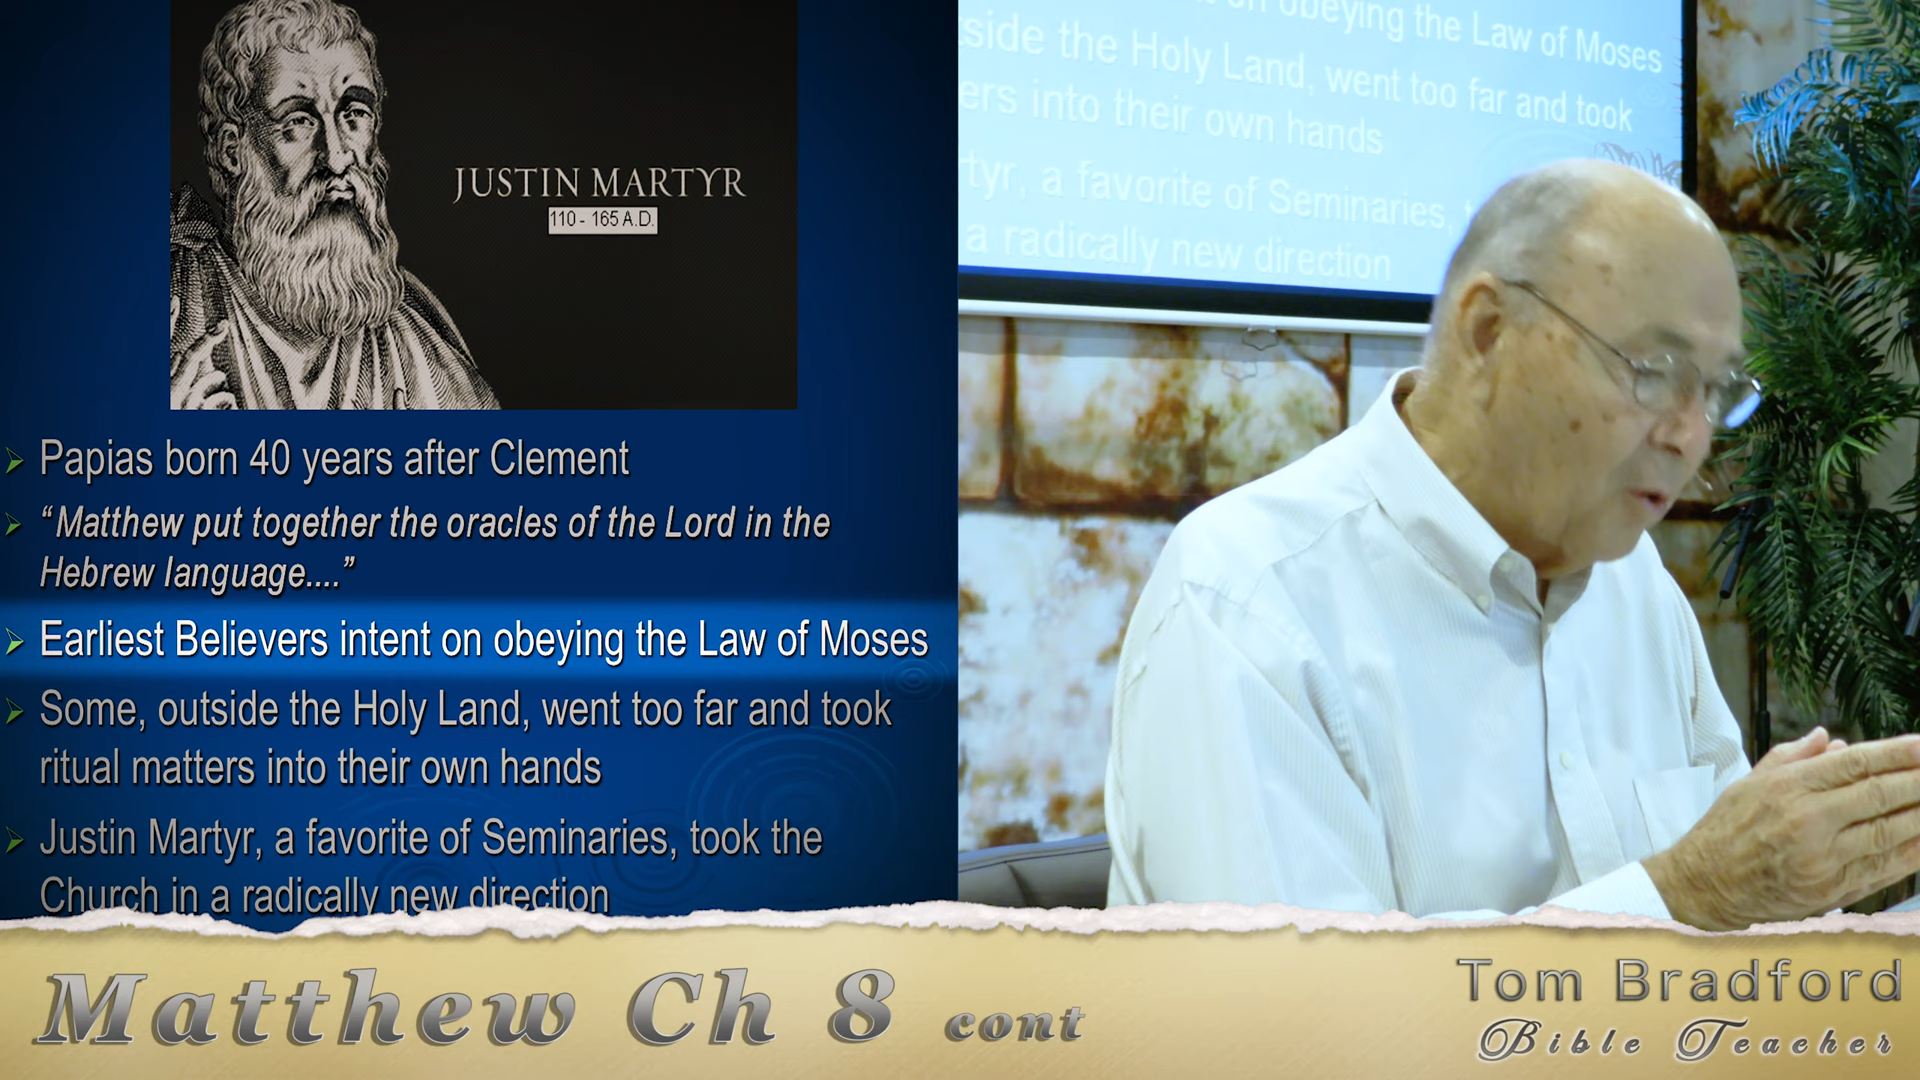 JUSTIN MARTYR
110 - 165 A.D.
Papias born 40 years after Clement
“Matthew put together the oracles of the Lord in the
Hebrew language....”
Earliest Believers intent on obeying the Law of Moses
Some, outside the Holy Land, went too far and took
ritual matters into their own hands
Justin Martyr, a favorite of Seminaries, took the
Church in a radically new direction
on obeying the Law of Moses
the Holy Land, went too far and took
into their own hands
a favorite of Seminaries,
a radically new direction
Matthew Ch 8 cont
Tom Bradford
Bible Teacher